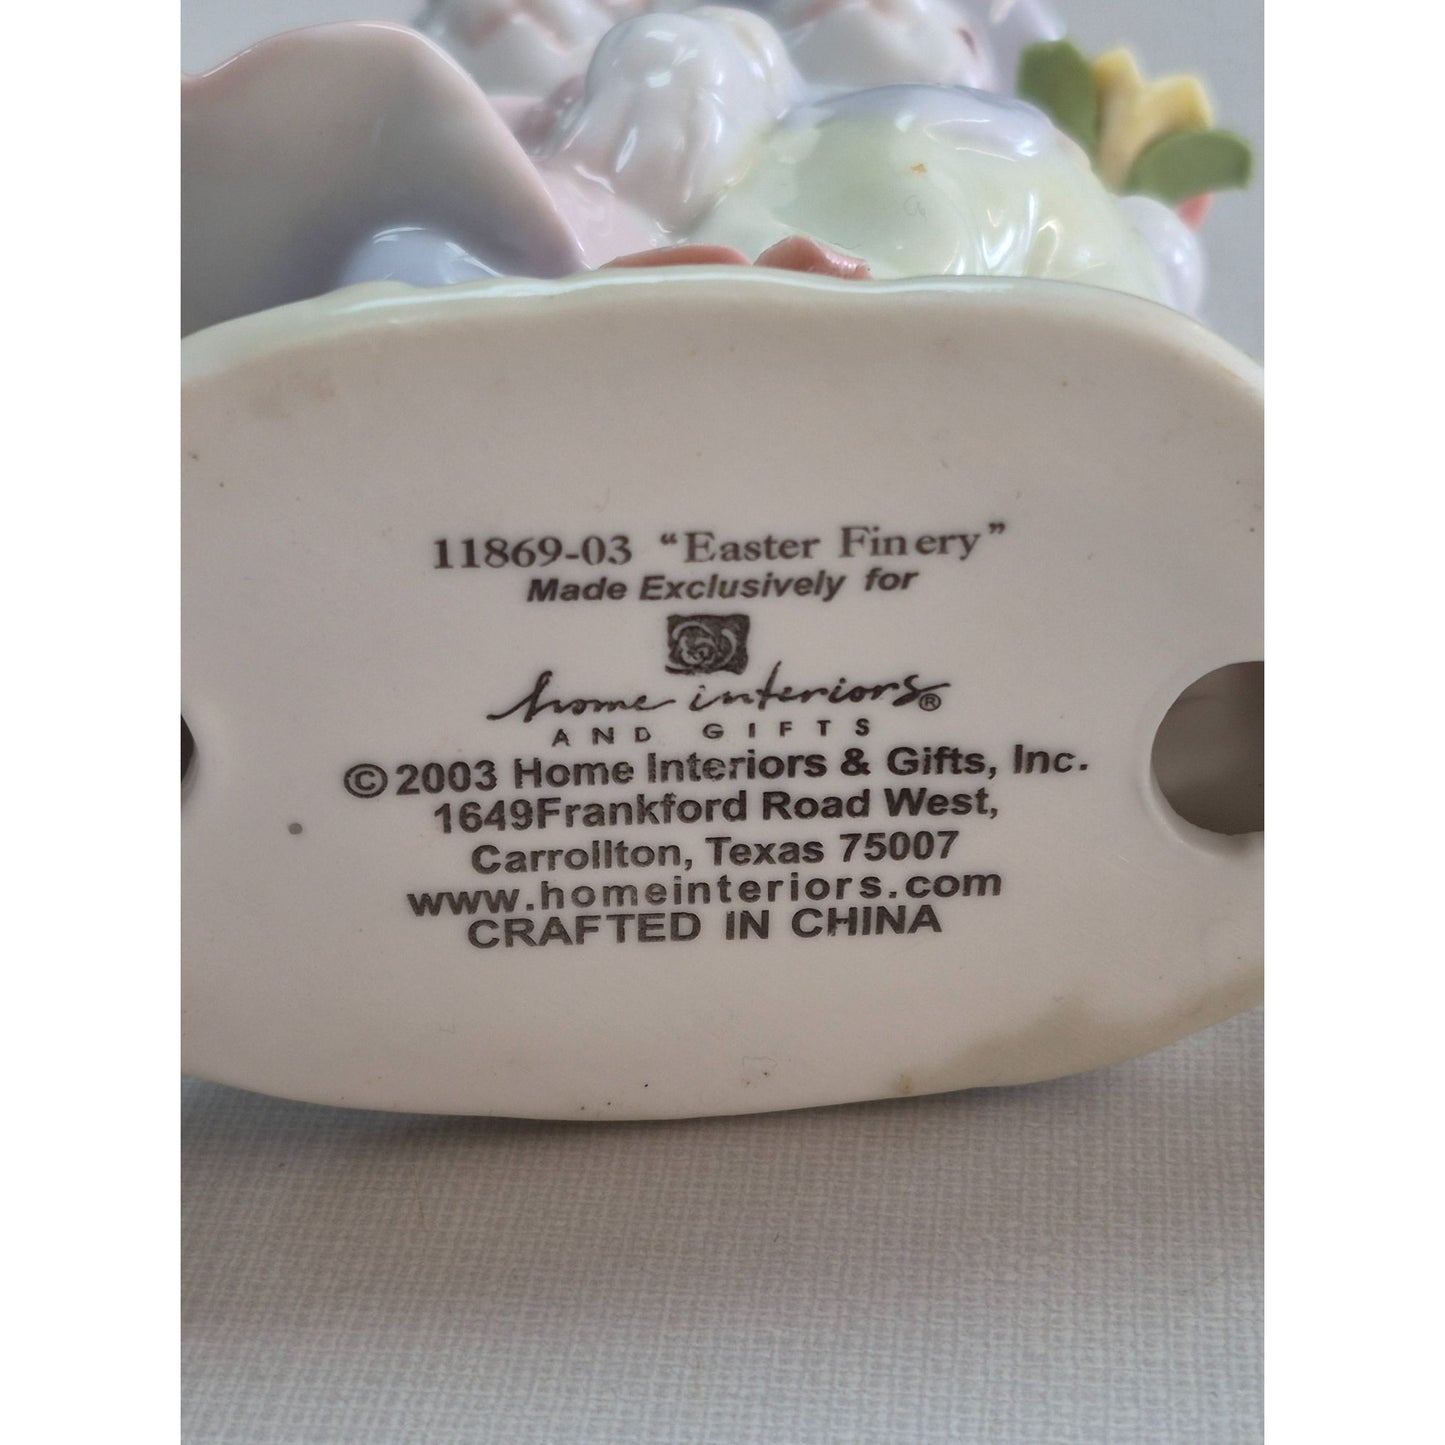 11869-03 “Easter Finery”
Made Exclusively for
home interiors®
AND GIFTS
©2003 Home Interiors & Gifts, Inc.
1649Frankford Road West,
Carrollton, Texas 75007
www.homeinteriors.com
CRAFTED IN CHINA